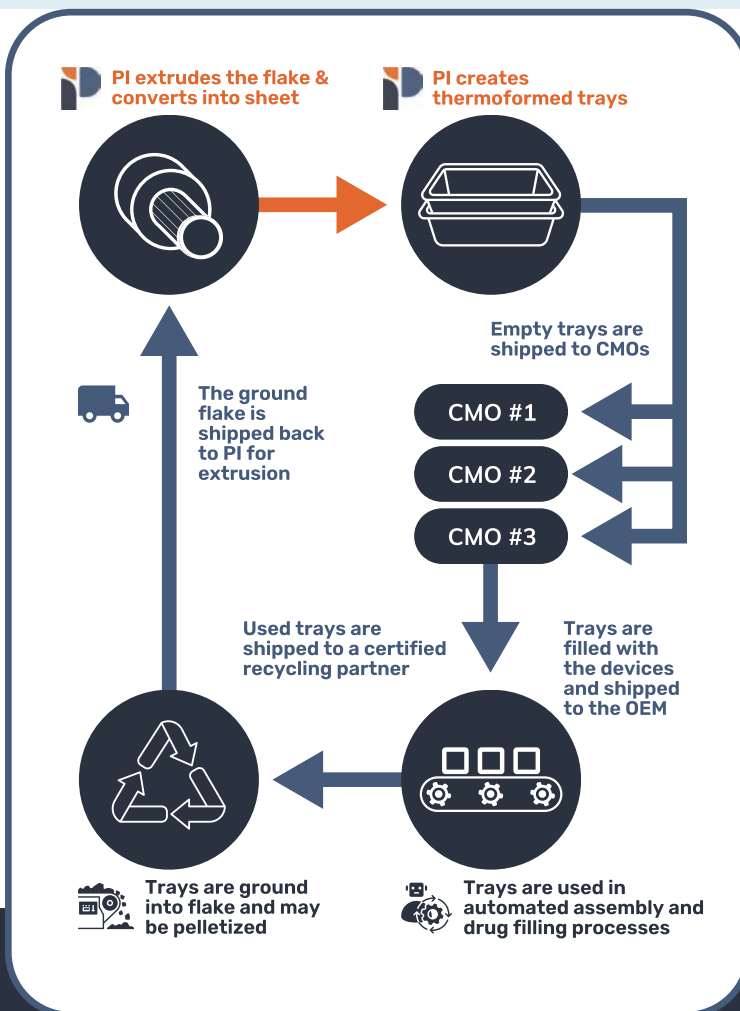 PI extrudes the flake &
converts into sheet
PI creates
thermoformed trays
Empty trays are
shipped to CMOs
The ground
flake is
shipped back
to PI for
extrusion
CMO #1
CMO #2
CMO #3
Used trays are
shipped to a certified
recycling partner
Trays are
filled with
the devices
and shipped
to the OEM
Trays are ground
into flake and may
be pelletized
Trays are used in
automated assembly and
drug filling processes